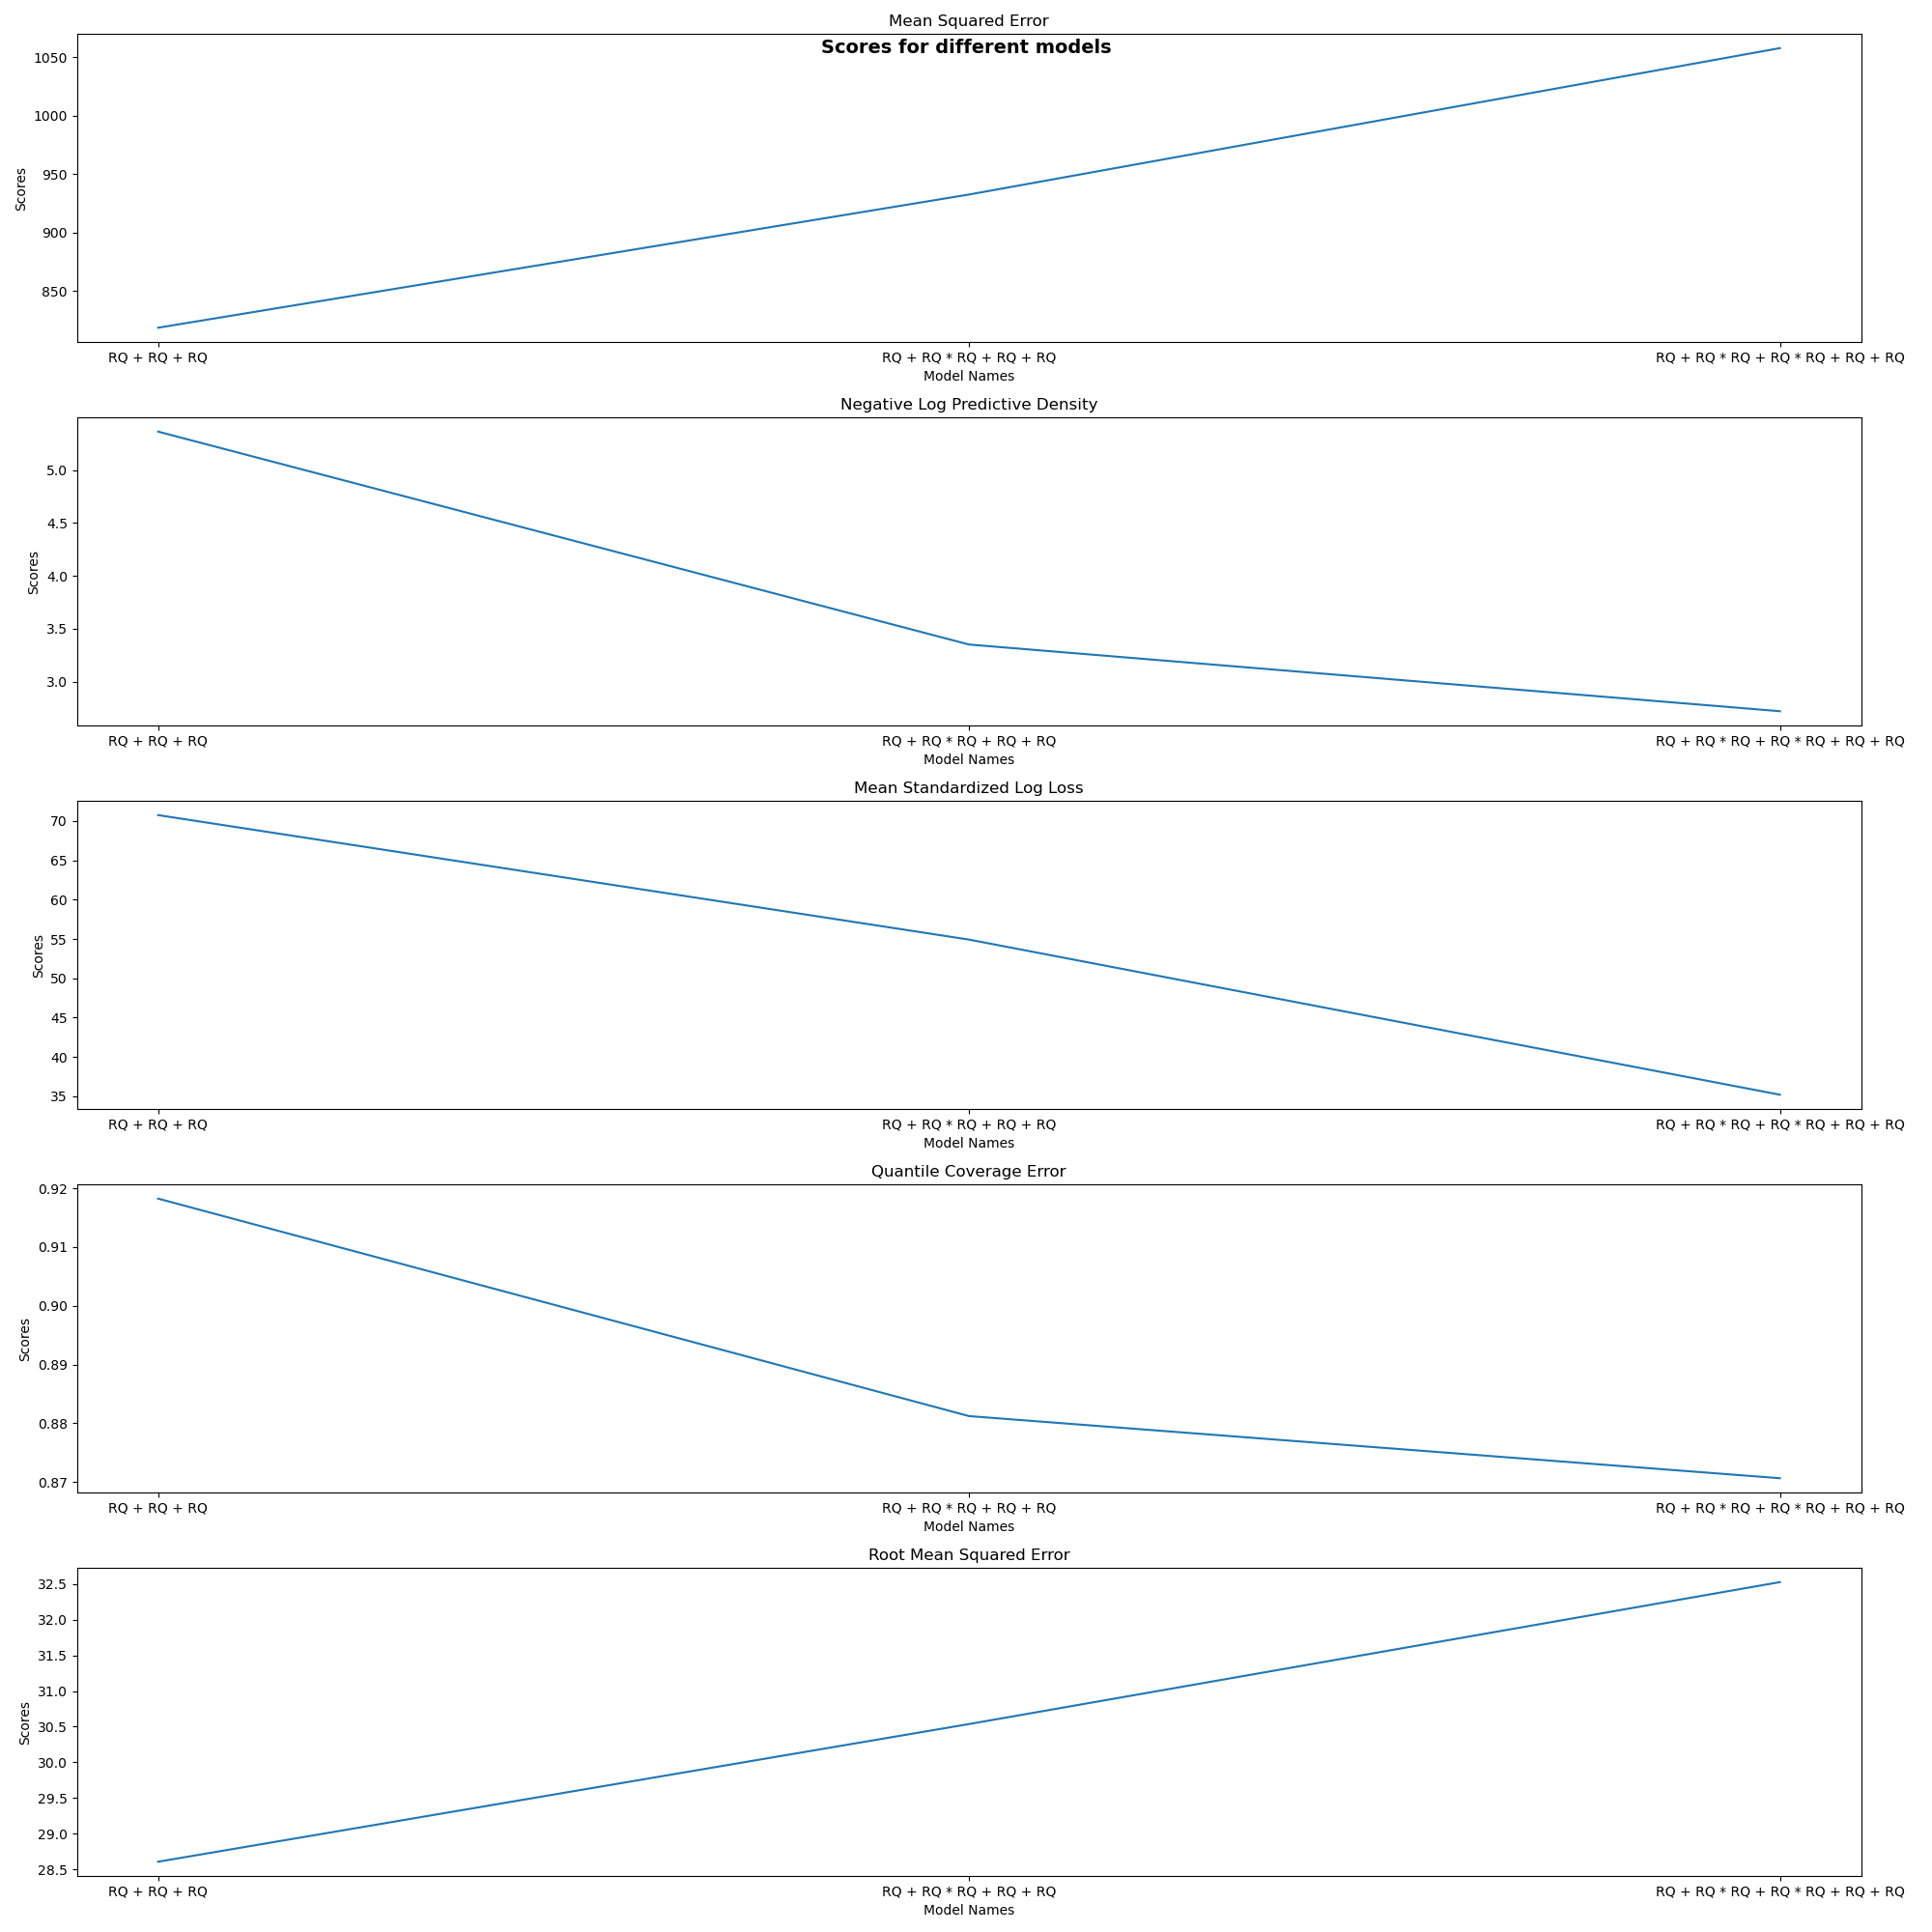 Mean Squared Error
Scores for different models
1050
1000
950
900
850
Scores
RQ + RQ + RQ
RQ + RQ * RQ + RQ + RQ
RQ + RQ * RQ + RQ * RQ + RQ + RQ
Model Names
Negative Log Predictive Density
5.0
4.5
4.0
3.5
3.0
Scores
RQ + RQ + RQ
RQ + RQ * RQ + RQ + RQ
RQ + RQ * RQ + RQ * RQ + RQ + RQ
Model Names
Mean Standardized Log Loss
70
65
60
55
50
45
40
35
Scores
RQ + RQ + RQ
RQ + RQ * RQ + RQ + RQ
RQ + RQ * RQ + RQ * RQ + RQ + RQ
Model Names
Quantile Coverage Error
0.92
0.91
0.90
0.89
0.88
0.87
Scores
RQ + RQ + RQ
RQ + RQ * RQ + RQ + RQ
RQ + RQ * RQ + RQ * RQ + RQ + RQ
Model Names
Root Mean Squared Error
32.5
32.0
31.5
31.0
30.5
30.0
29.5
29.0
28.5
Scores
RQ + RQ + RQ
RQ + RQ * RQ + RQ + RQ
RQ + RQ * RQ + RQ * RQ + RQ + RQ
Model Names